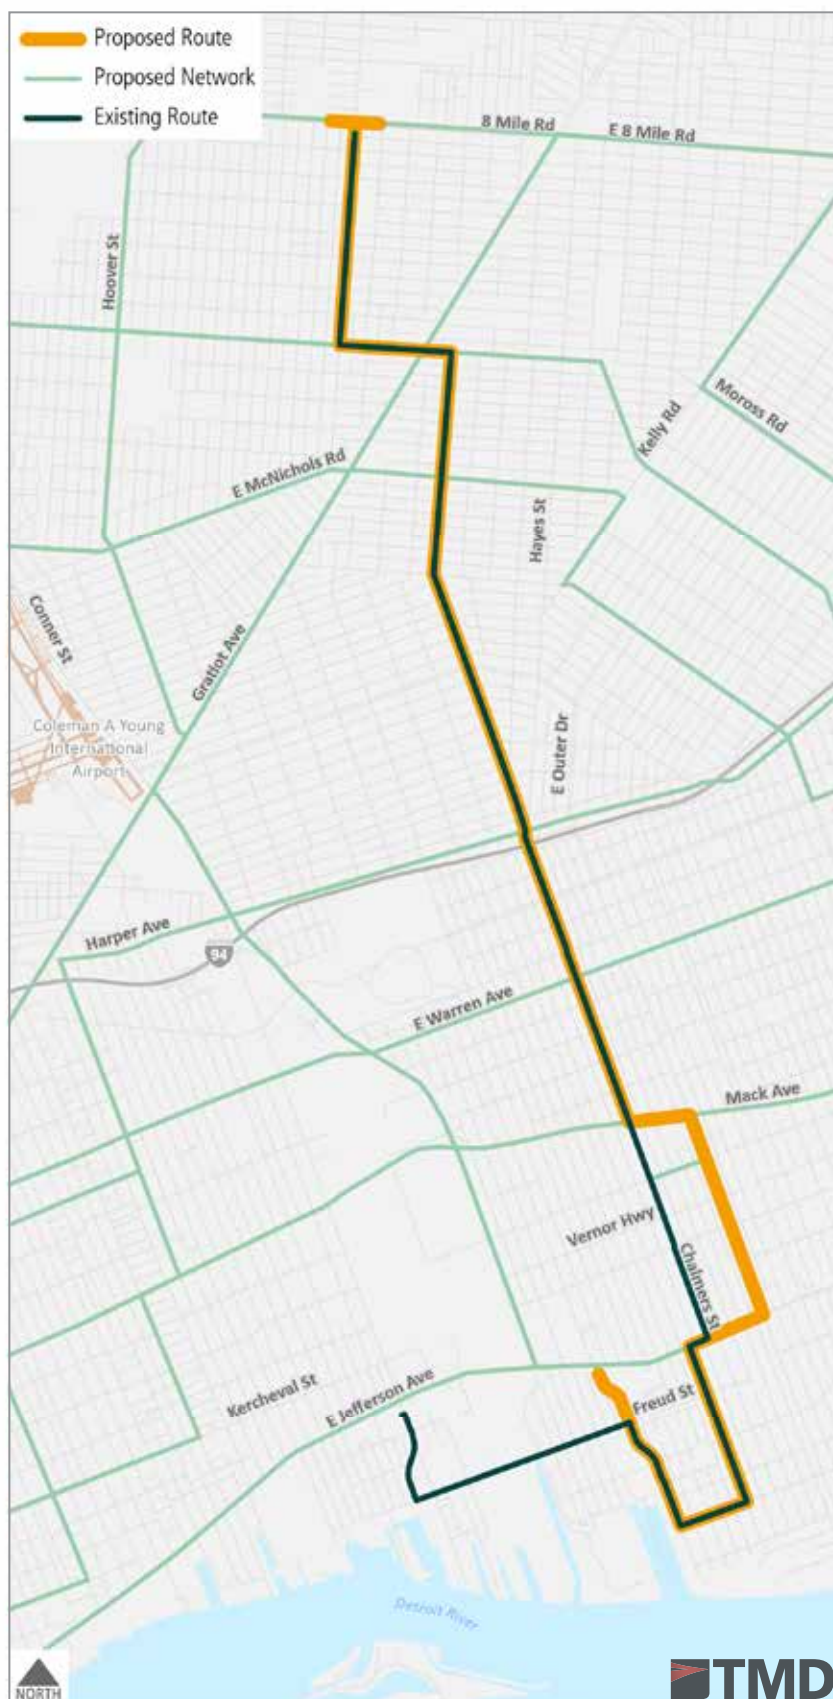 Proposed Route
Proposed Network
Existing Route
8 Mile Rd
E 8 Mile Rd
Hoover St
Moross Rd
Kelly Rd
E McNichols Rd
Hayes St
Conner St
Gratiot Ave
Coleman A Young
International
Airport
E Outer Dr
Harper Ave
94
E Warren Ave
Mack Ave
Vernor Hwy
Chalmers St
Kercheval St
E Jefferson Ave
Freud St
Detroit River
NORTH
TMD